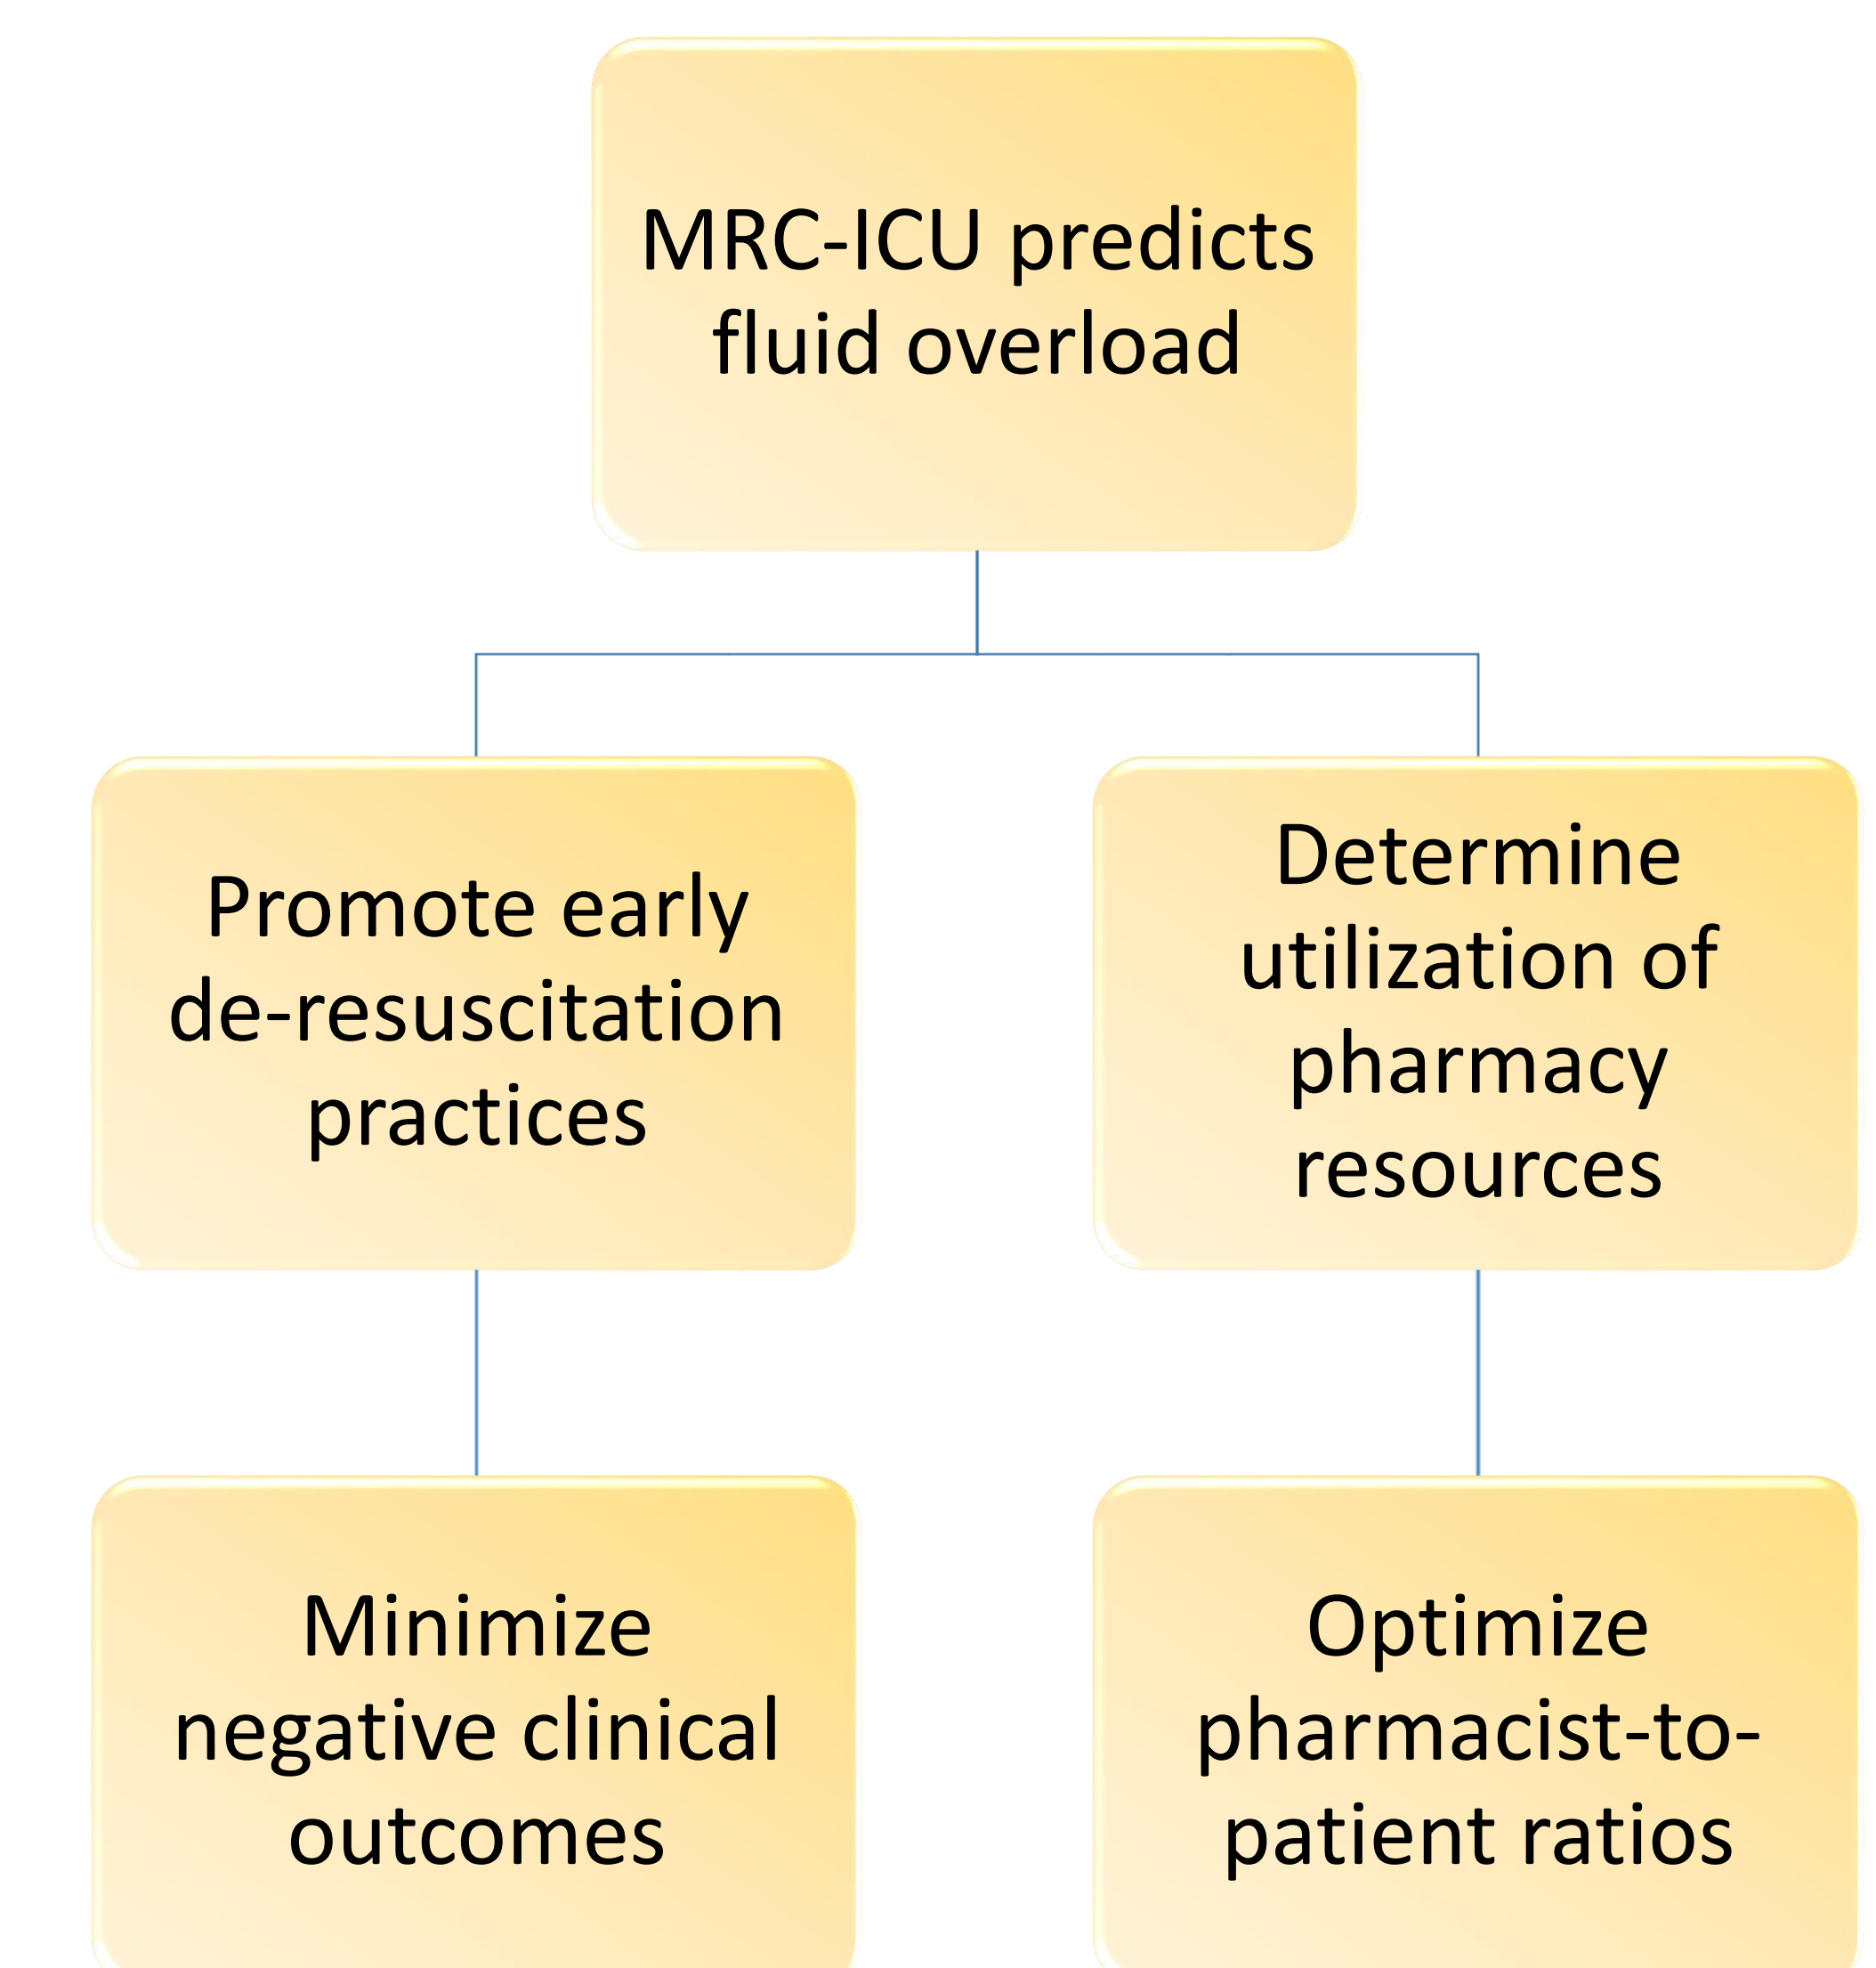 MRC-ICU predicts
fluid overload
Promote early
de-resuscitation
practices
Determine
utilization of
pharmacy
resources
Minimize
negative clinical
outcomes
Optimize
pharmacist-to-
patient ratios